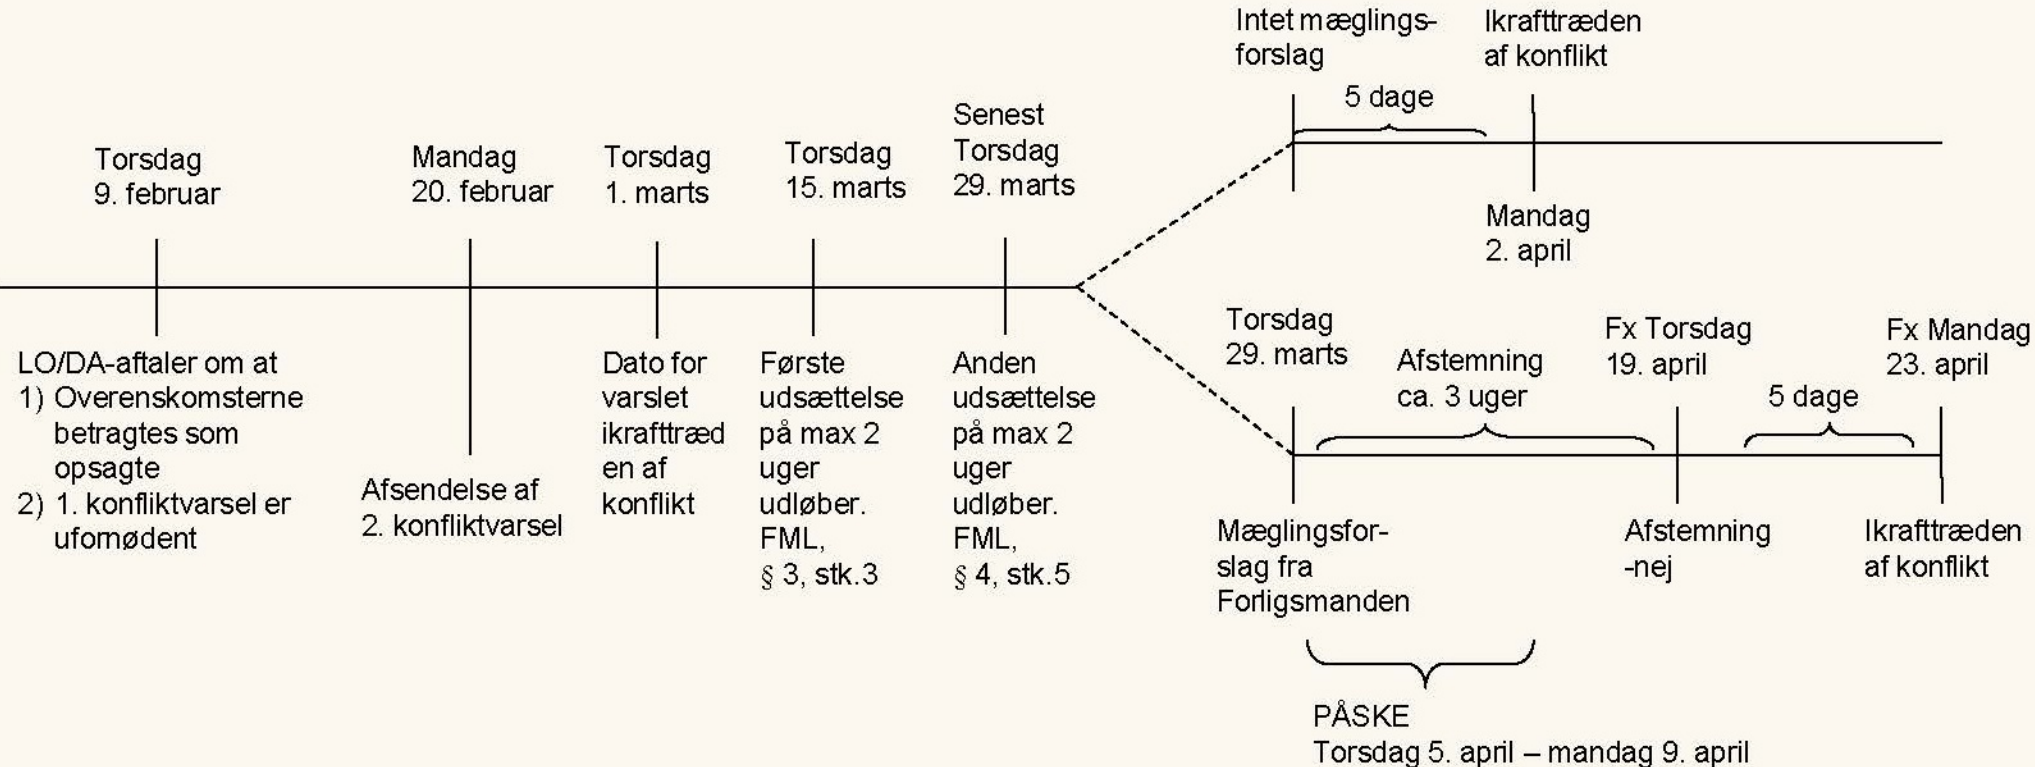 Torsdag
9. februar
LO/DA-aftaler om at
1) Overenskomsterne
betragtes som
opsagte
2) 1. konfliktvarsel er
ufornødent
Mandag
20. februar
Afsendelse af
2. konfliktvarsel
Torsdag
1. marts
Dato for
varslet
ikrafttræd
en af
konflikt
Torsdag
15. marts
Første
udsættelse
på max 2
uger
udløber.
FML,
§ 3, stk.3
Senest
Torsdag
29. marts
Anden
udsættelse
på max 2
uger
udløber.
FML,
§ 4, stk.5
Intet mæglings-
forslag
5 dage
Ikrafttræden
af konflikt
Mandag
2. april
Torsdag
29. marts
Mæglingsfor-
slag fra
Forligsmanden
Afstemning
ca. 3 uger
Fx Torsdag
19. april
Afstemning
-nej
5 dage
Fx Mandag
23. april
Ikrafttræden
af konflikt
PÅSKE
Torsdag 5. april – mandag 9. april